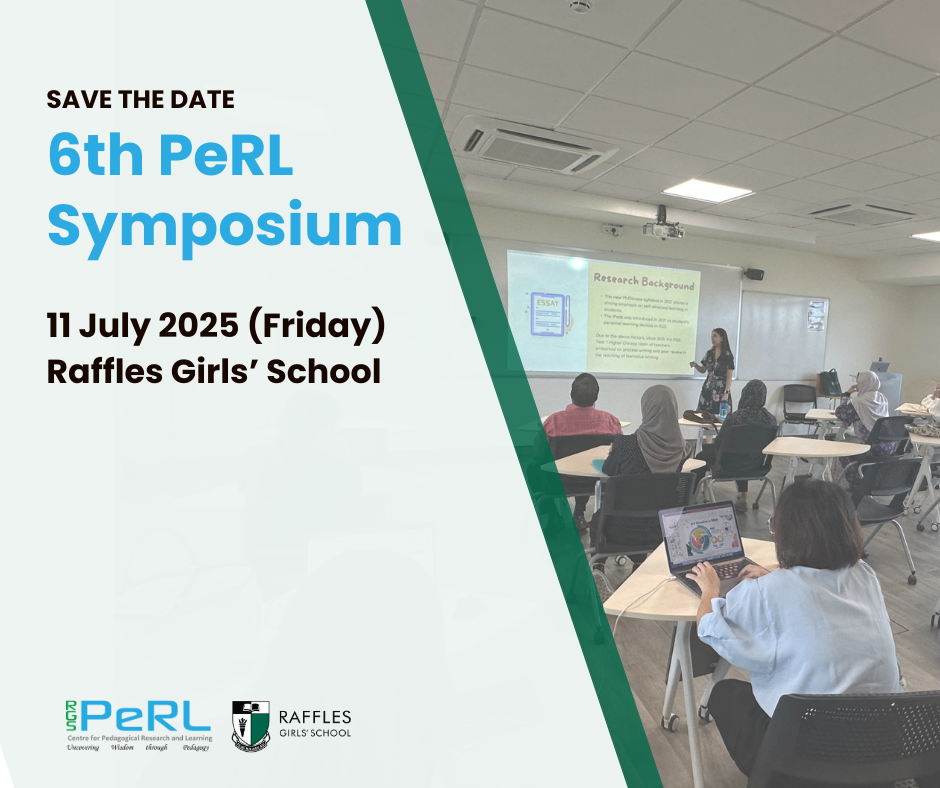 SAVE THE DATE
6th PeRL
Symposium
11 July 2025 (Friday)
Raffles Girls’ School
Research Background
ESSAY
RGS PeRL
Centre for Pedagogical Research and Learning
Uncovering Wisdom through Pedagogy
RAFFLES
GIRLS’ SCHOOL